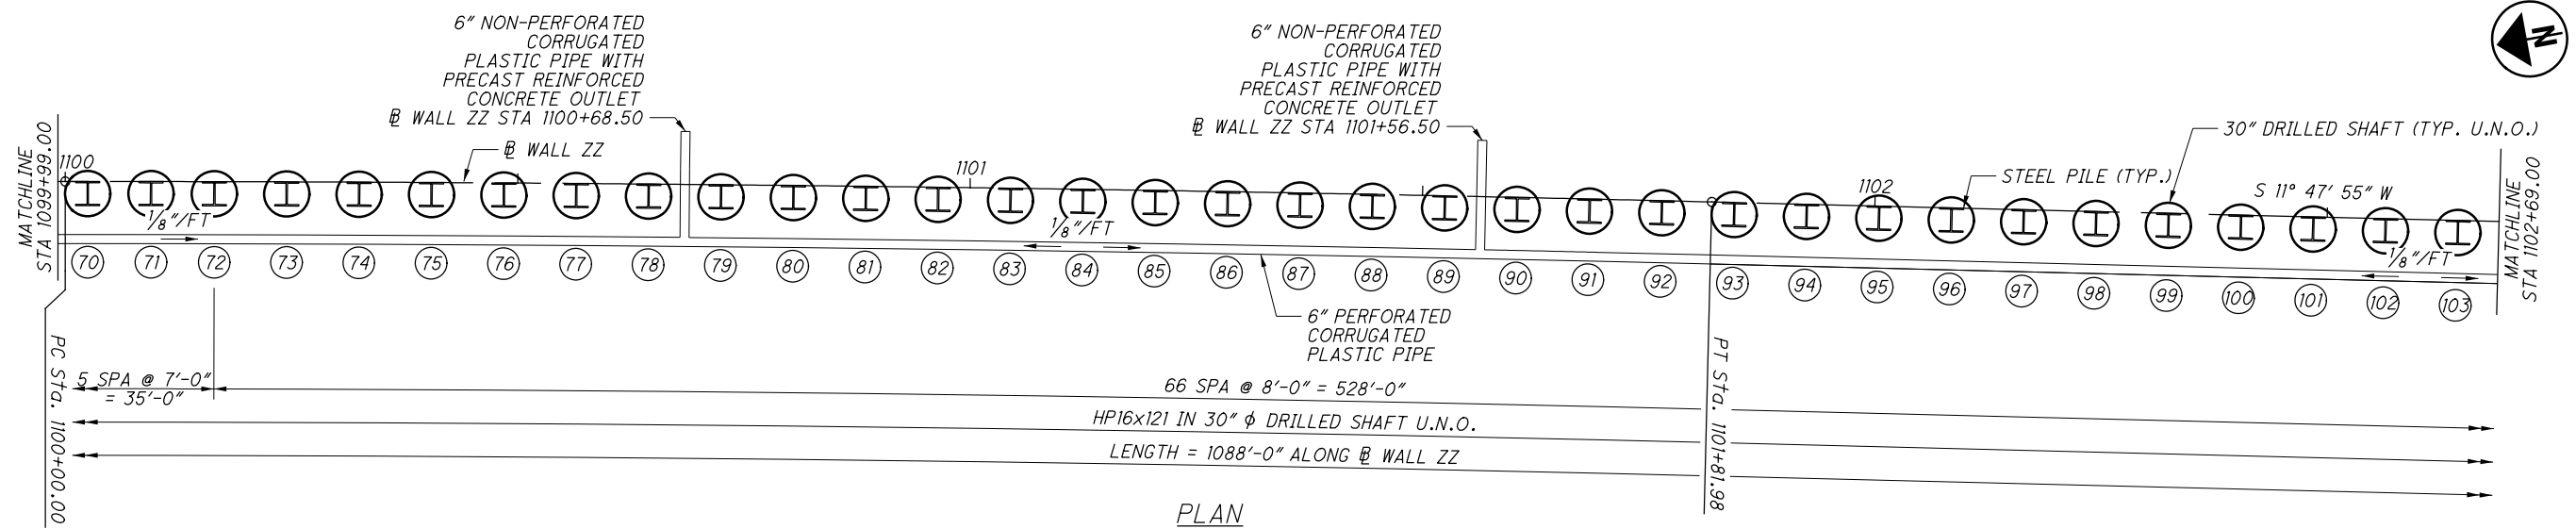 6" NON-PERFORATED
CORRUGATED
PLASTIC PIPE WITH
PRECAST REINFORCED
CONCRETE OUTLET
℄ WALL ZZ STA 1100+68.50
6" NON-PERFORATED
CORRUGATED
PLASTIC PIPE WITH
PRECAST REINFORCED
CONCRETE OUTLET
℄ WALL ZZ STA 1101+56.50
N
30" DRILLED SHAFT (TYP. U.N.O.)
MATCHLINE
STA 1099+99.00
1100
℄ WALL ZZ
1101
STEEL PILE (TYP.)
1102
S 11° 47' 55" W
MATCHLINE
STA 1102+69.00
1/8"/FT
1/8"/FT
1/8"/FT
70 71 72 73 74 75 76 77 78 79 80 81 82 83 84 85 86 87 88 89 90 91 92 93 94 95 96 97 98 99 100 101 102 103
6" PERFORATED
CORRUGATED
PLASTIC PIPE
PC Sta. 1100+00.00
5 SPA @ 7'-0"
= 35'-0"
66 SPA @ 8'-0" = 528'-0"
PT Sta. 1101+81.98
HP16x121 IN 30" ϕ DRILLED SHAFT U.N.O.
LENGTH = 1088'-0" ALONG ℄ WALL ZZ
PLAN